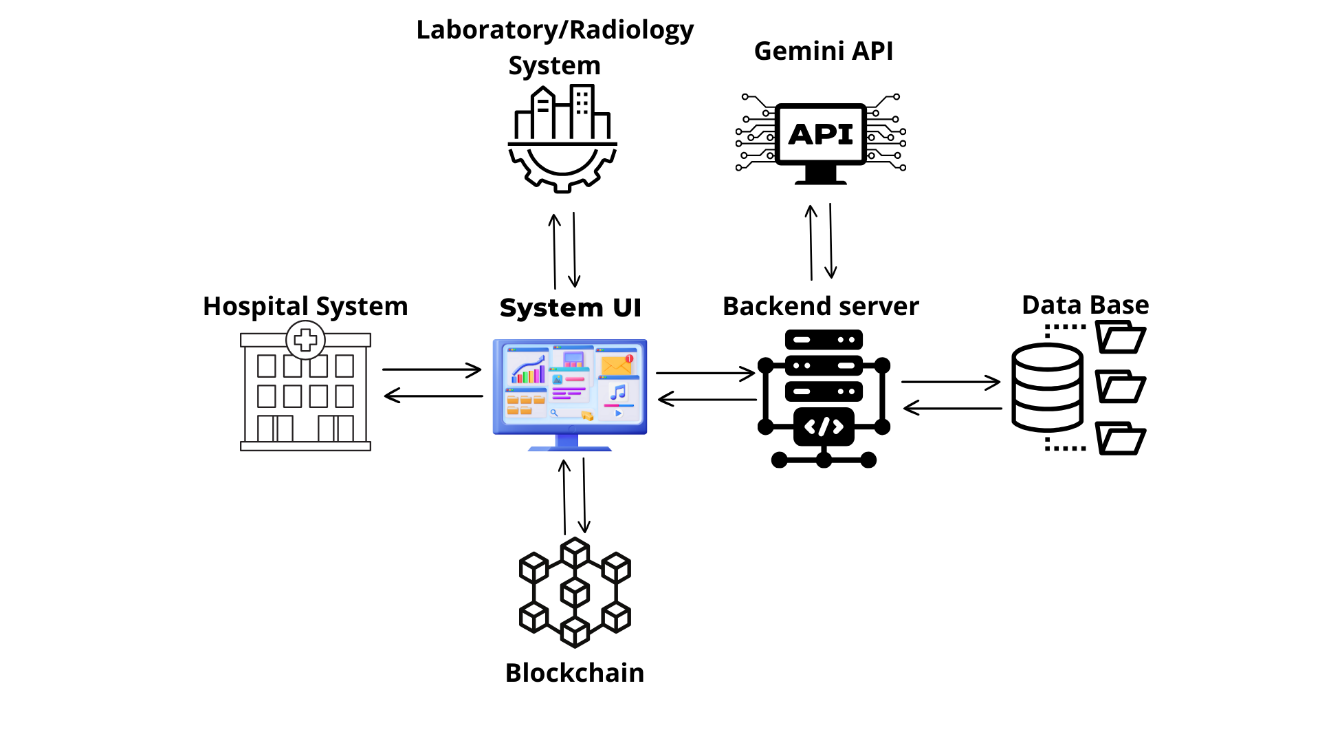 Laboratory/Radiology
System
Gemini API
API
Hospital System
System UI
Backend server
Data Base
</>
Blockchain